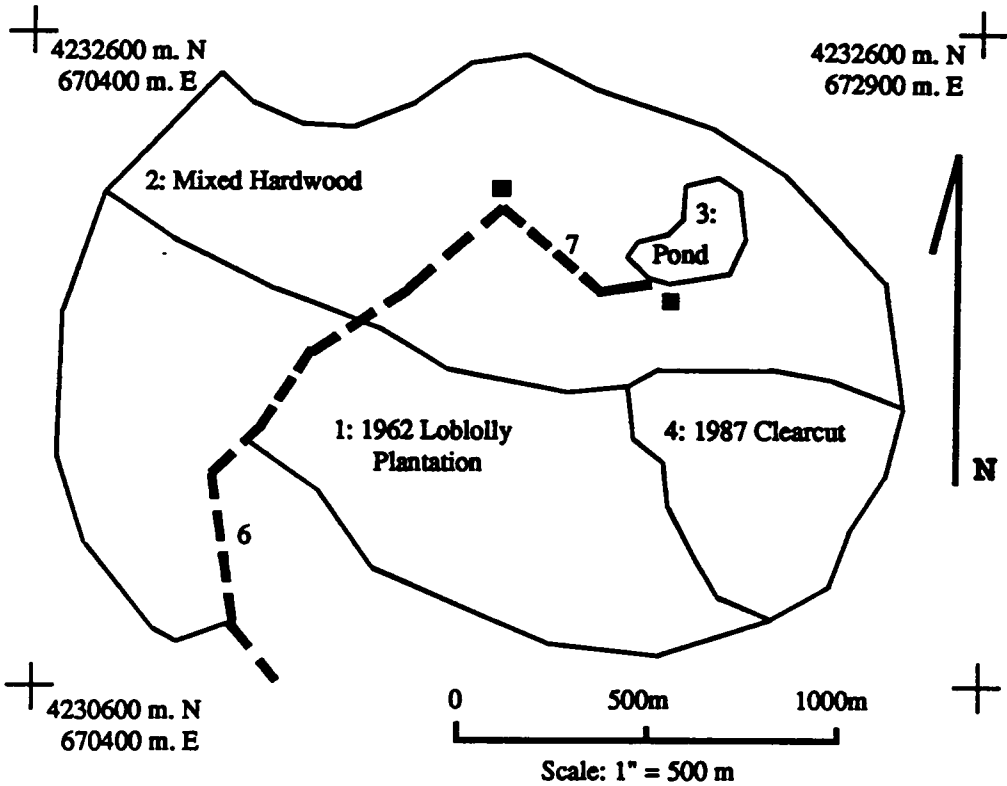 4232600 m. N
670400 m. E
4232600 m. N
672900 m. E
2: Mixed Hardwood
3:
Pond
7
1: 1962 Loblolly
Plantation
4: 1987 Clearcut
N
6
4230600 m. N
670400 m. E
0 500m 1000m
Scale: 1" = 500 m